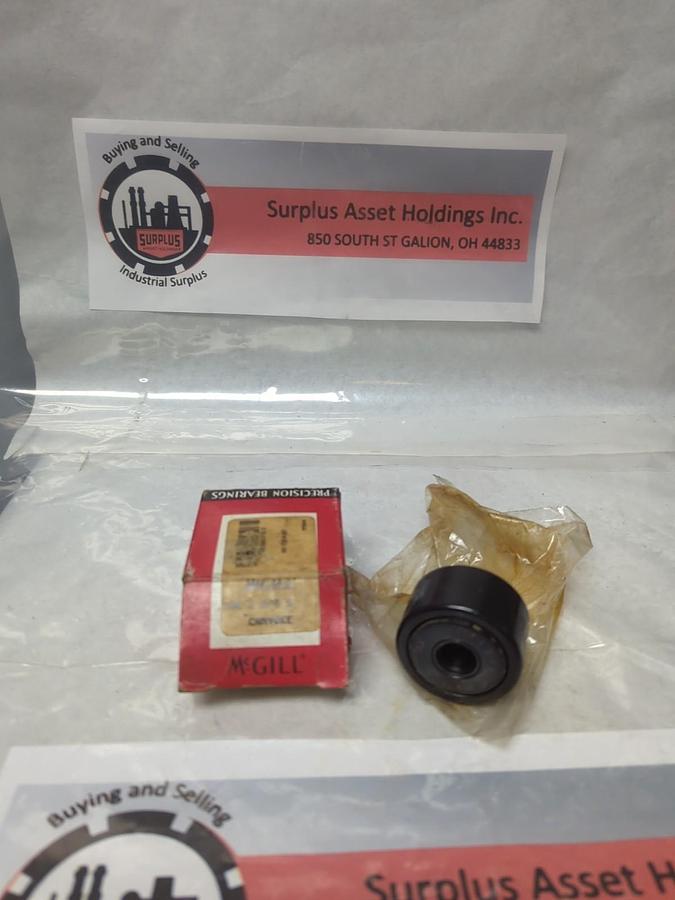 Buying and Selling
SURPLUS
Industrial Surplus
Surplus Asset Holdings Inc.
850 SOUTH ST GALION, OH 44833
PRECISION BEARINGS
CAMYOKE
McGILL®
Buying and Selling
Surplus Asset H